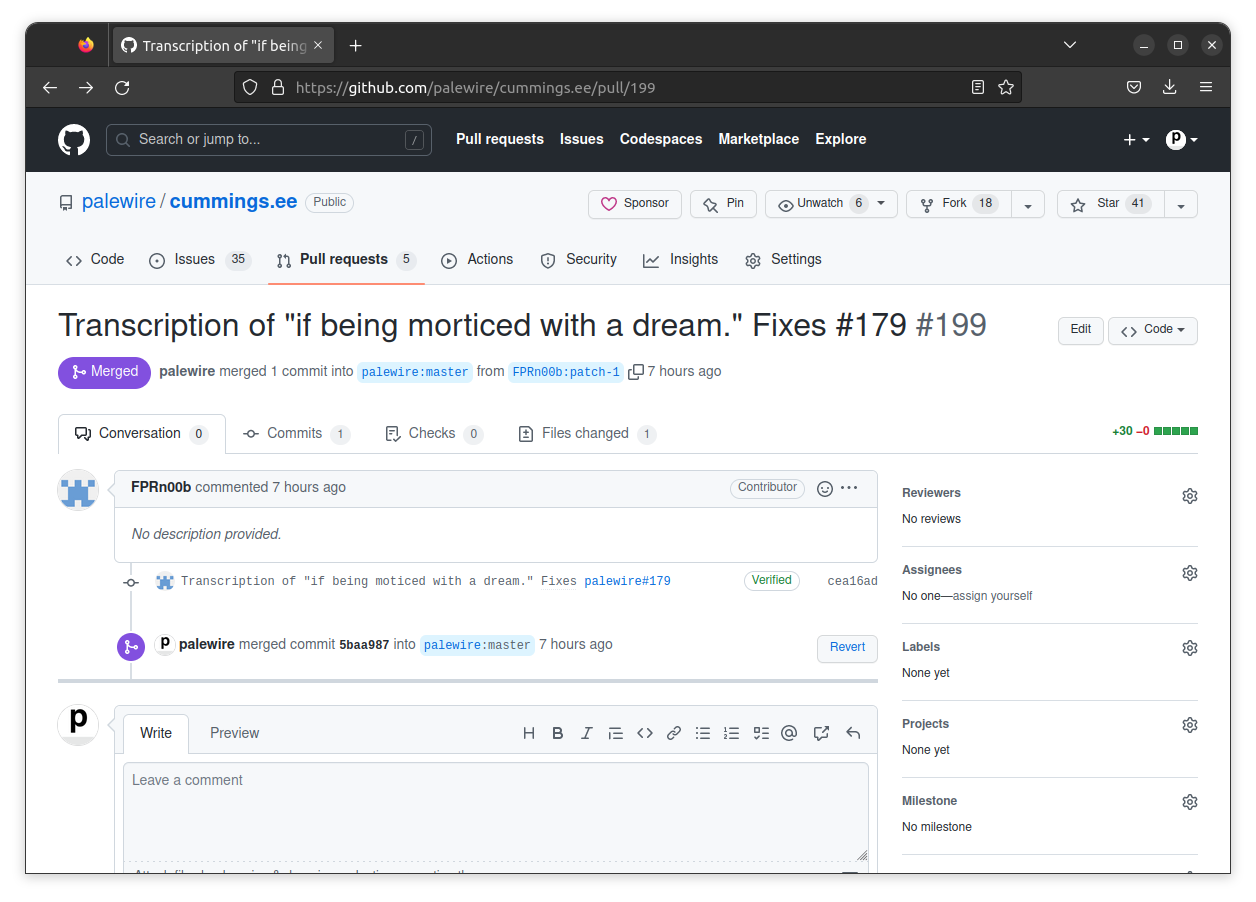 Transcription of "if being
https://github.com/palewire/cummings.ee/pull/199
Search or jump to... / Pull requests Issues Codespaces Marketplace Explore
palewire / cummings.ee Public Sponsor Pin Unwatch 6 Fork 18 Star 41
Code Issues 35 Pull requests 5 Actions Security Insights Settings
Transcription of "if being morticed with a dream." Fixes #179 #199 Edit Code
Merged palewire merged 1 commit into palewire:master from FPRn00b:patch-1 7 hours ago
Conversation 0 Commits 1 Checks 0 Files changed 1 +30 −0
FPRn00b commented 7 hours ago Contributor
No description provided.
Transcription of "if being moticed with a dream." Fixes palewire#179 Verified cea16ad
p palewire merged commit 5baa987 into palewire:master 7 hours ago Revert
Reviewers
No reviews
Assignees
No one—assign yourself
Labels
None yet
Projects
None yet
Milestone
No milestone
p
Write Preview
Leave a comment